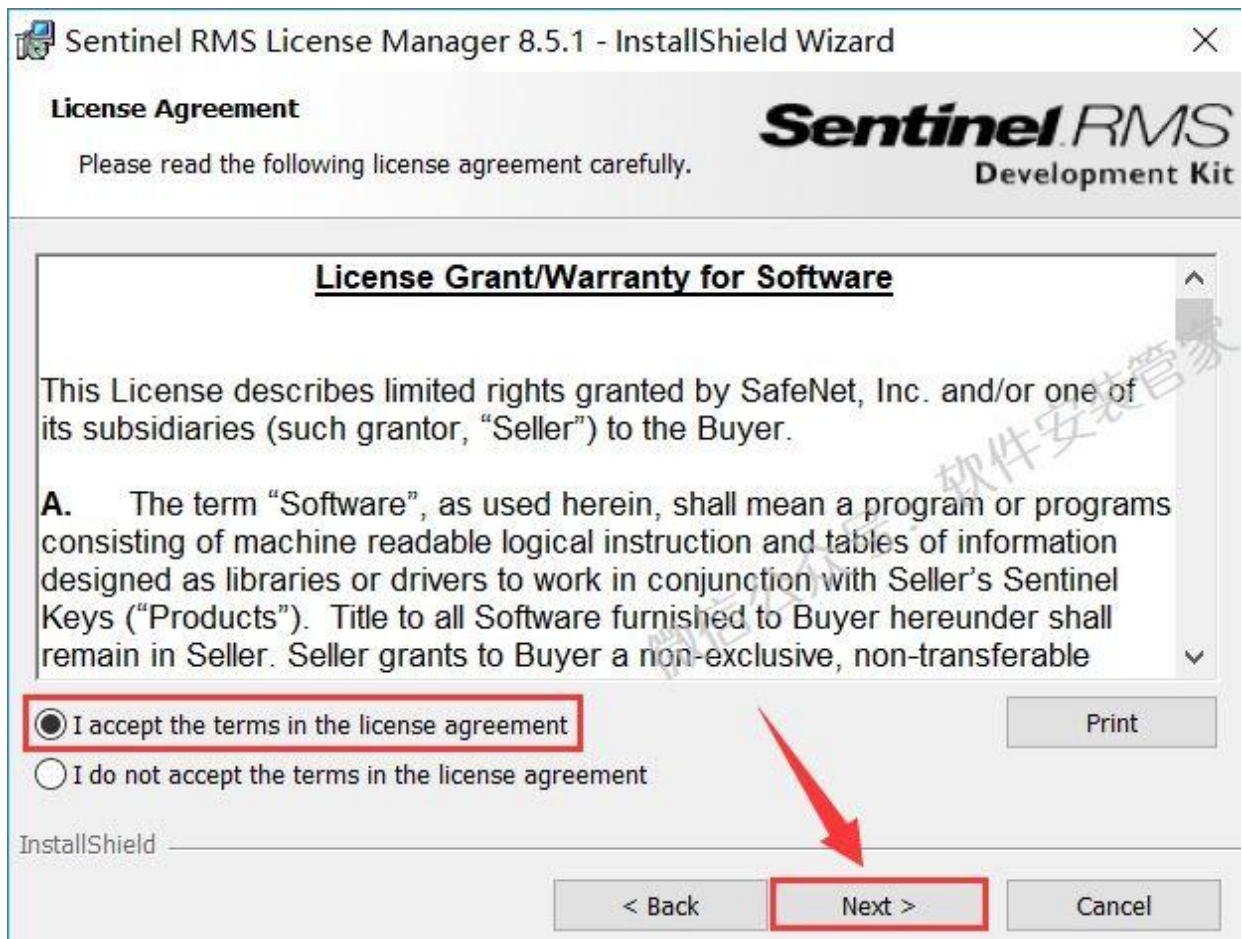 Sentinel RMS License Manager 8.5.1 - InstallShield Wizard
License Agreement
Please read the following license agreement carefully.
Sentinel RMS
Development Kit
License Grant/Warranty for Software
This License describes limited rights granted by SafeNet, Inc. and/or one of
its subsidiaries (such grantor, “Seller”) to the Buyer.
A. The term “Software”, as used herein, shall mean a program or programs
consisting of machine readable logical instruction and tables of information
designed as libraries or drivers to work in conjunction with Seller’s Sentinel
Keys (“Products”). Title to all Software furnished to Buyer hereunder shall
remain in Seller. Seller grants to Buyer a non-exclusive, non-transferable
微信公众号：软件安装管家
I accept the terms in the license agreement
Print
I do not accept the terms in the license agreement
InstallShield
< Back
Next >
Cancel